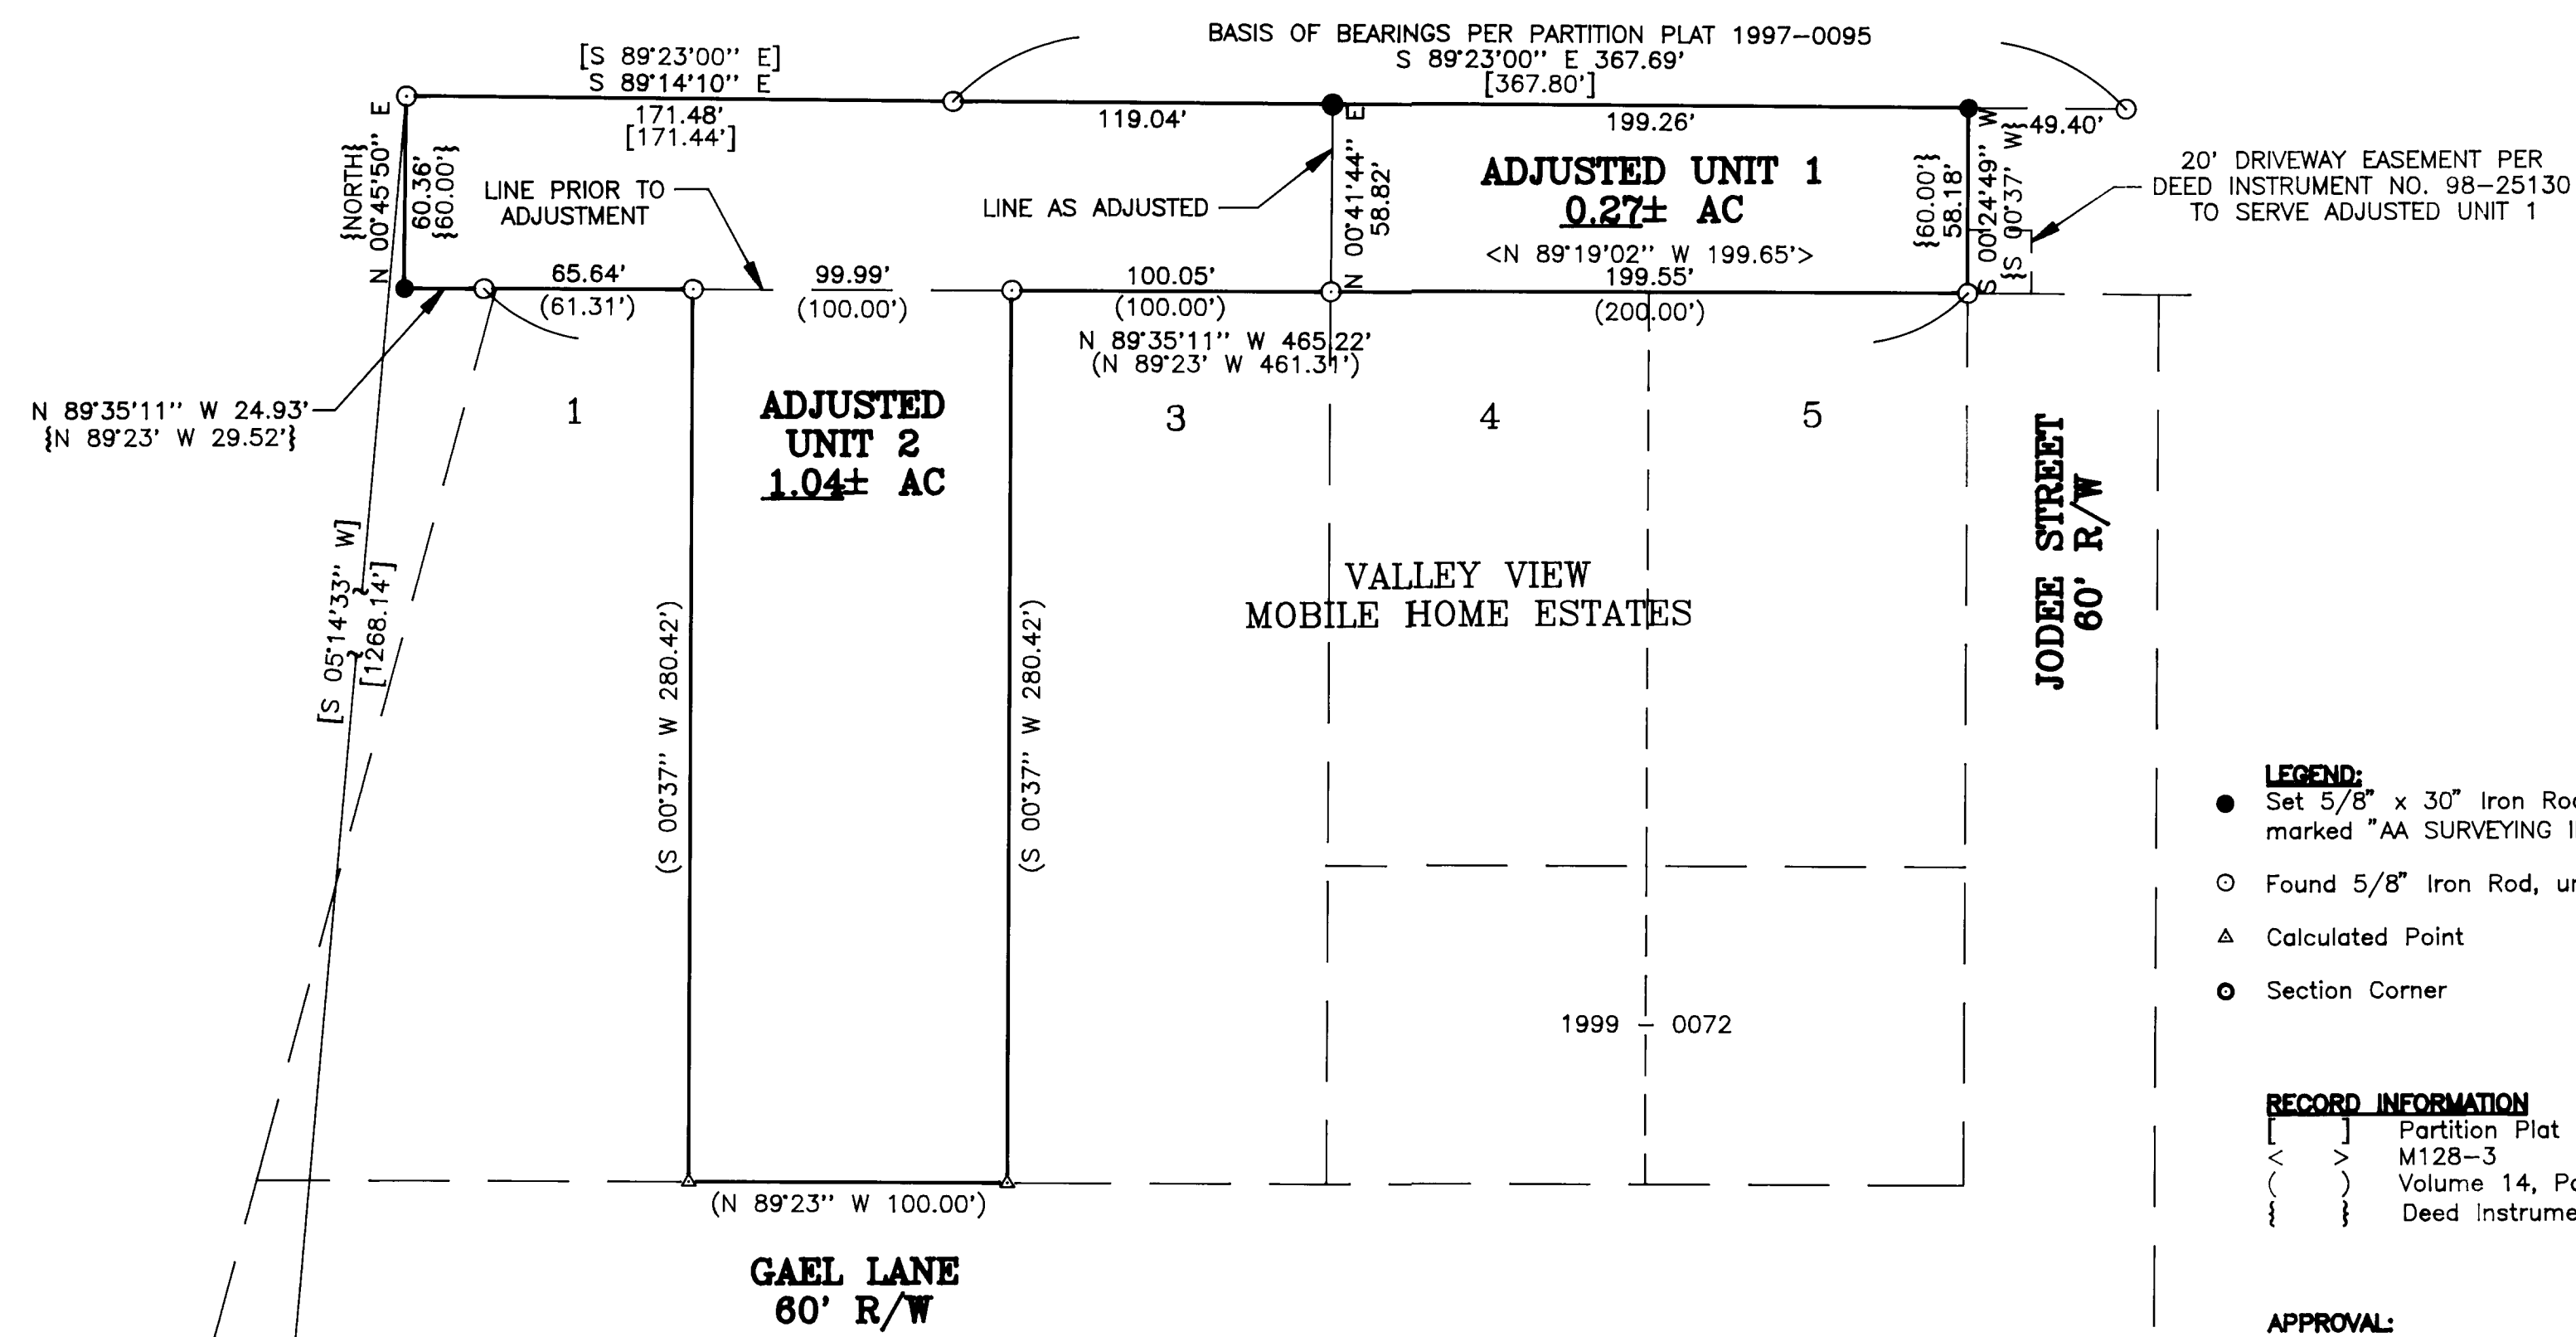 BASIS OF BEARINGS PER PARTITION PLAT 1997-0095
S 89°23'00" E 367.69'
[367.80']
[S 89°23'00" E]
S 89°14'10" E
171.48'
[171.44']
119.04'
199.26'
49.40'
{NORTH}
N 00°45'50" E
60.36'
{60.00'}
LINE PRIOR TO
ADJUSTMENT
LINE AS ADJUSTED
N 00°41'44" E
58.82'
ADJUSTED UNIT 1
0.27± AC
<N 89°19'02" W 199.65'>
199.55'
(200.00')
{60.00'}
58.18'
S 00°24'49" W
{S 00°37' W}
20' DRIVEWAY EASEMENT PER
DEED INSTRUMENT NO. 98-25130
TO SERVE ADJUSTED UNIT 1
65.64'
(61.31')
99.99'
(100.00')
100.05'
(100.00')
N 89°35'11" W 465.22'
(N 89°23' W 461.31')
N 89°35'11" W 24.93'
{N 89°23' W 29.52'}
1
ADJUSTED
UNIT 2
1.04± AC
3
4
5
JODEE STREET
60' R/W
[S 05°14'33" W]
[1268.14']
(S 00°37" W 280.42')
(S 00°37" W 280.42')
VALLEY VIEW
MOBILE HOME ESTATES
1999 - 0072
(N 89°23" W 100.00')
GAEL LANE
60' R/W
LEGEND:
Set 5/8" x 30" Iron Rod
marked "AA SURVEYING
Found 5/8" Iron Rod,
Calculated Point
Section Corner
RECORD INFORMATION
[ ] Partition Plat
< > M128-3
( ) Volume 14,
{ } Deed
APPROVAL: